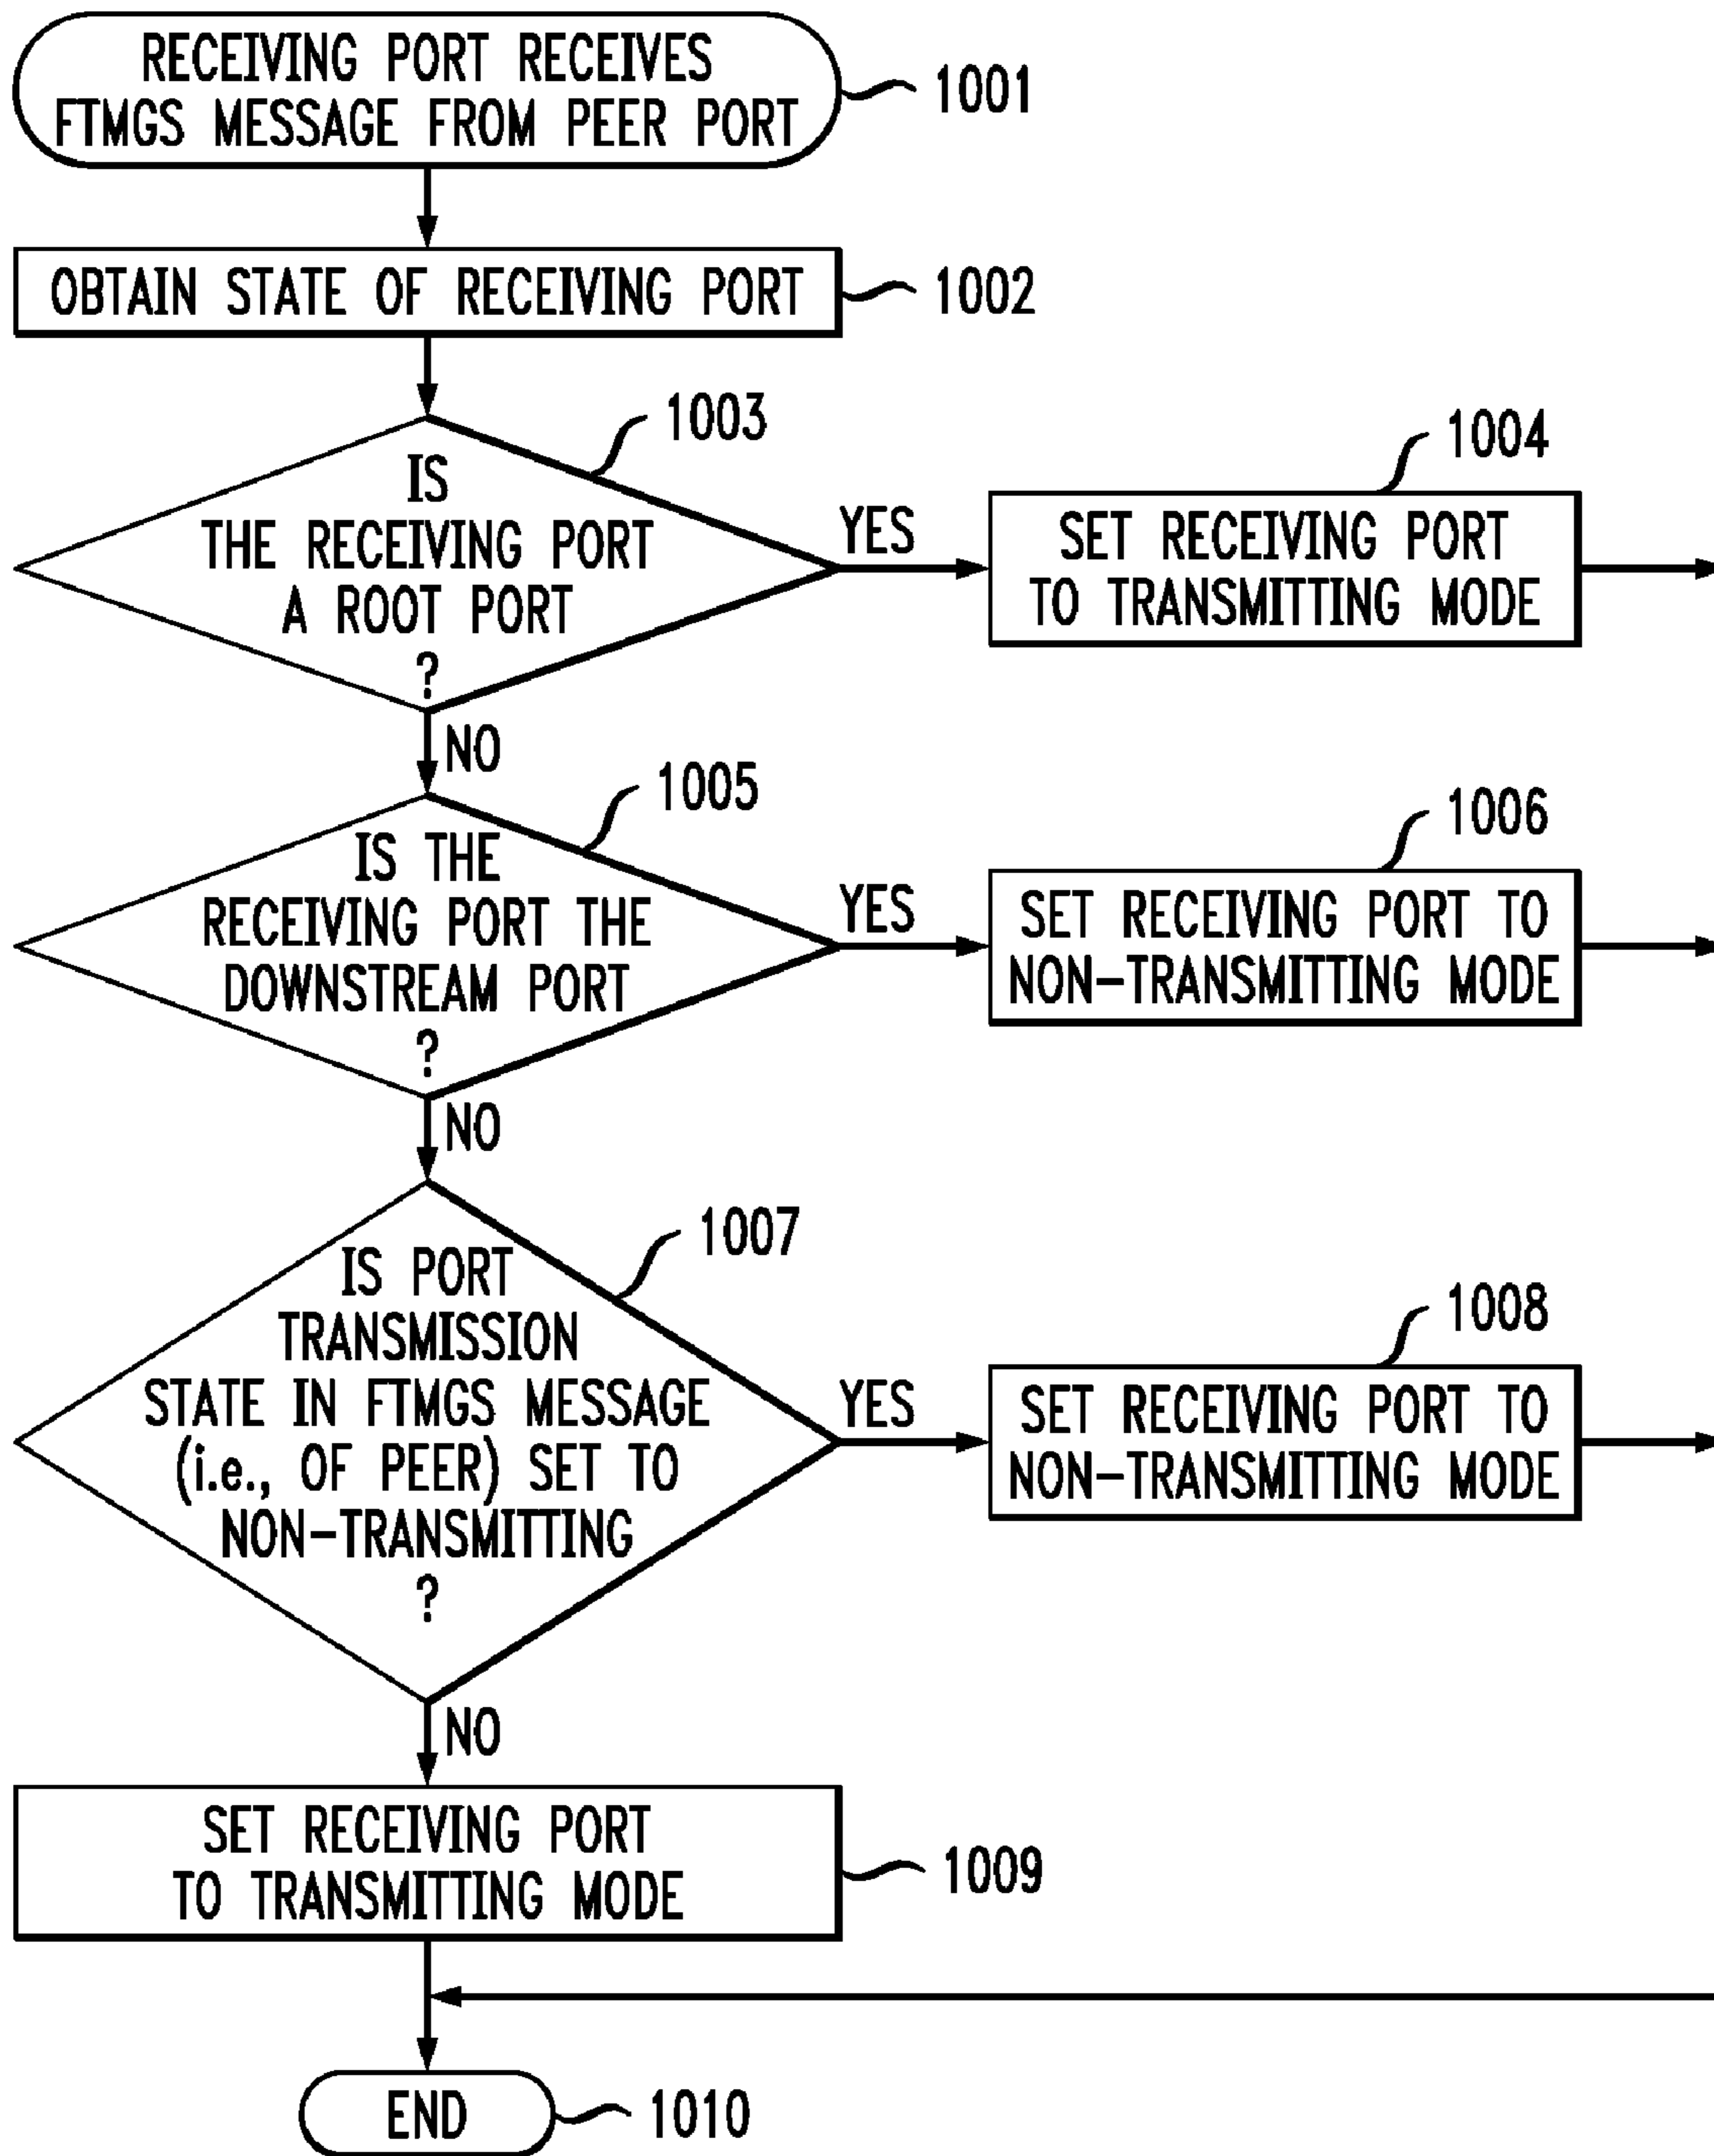 RECEIVING PORT RECEIVES
FTMGS MESSAGE FROM PEER PORT
1001
OBTAIN STATE OF RECEIVING PORT
1002
1003
IS
THE RECEIVING PORT
A ROOT PORT
?
YES
1004
SET RECEIVING PORT
TO TRANSMITTING MODE
NO
1005
IS THE
RECEIVING PORT THE
DOWNSTREAM PORT
?
YES
1006
SET RECEIVING PORT TO
NON-TRANSMITTING MODE
NO
1007
IS PORT
TRANSMISSION
STATE IN FTMGS MESSAGE
(i.e., OF PEER) SET TO
NON-TRANSMITTING
?
YES
1008
SET RECEIVING PORT TO
NON-TRANSMITTING MODE
NO
SET RECEIVING PORT
TO TRANSMITTING MODE
1009
END
1010